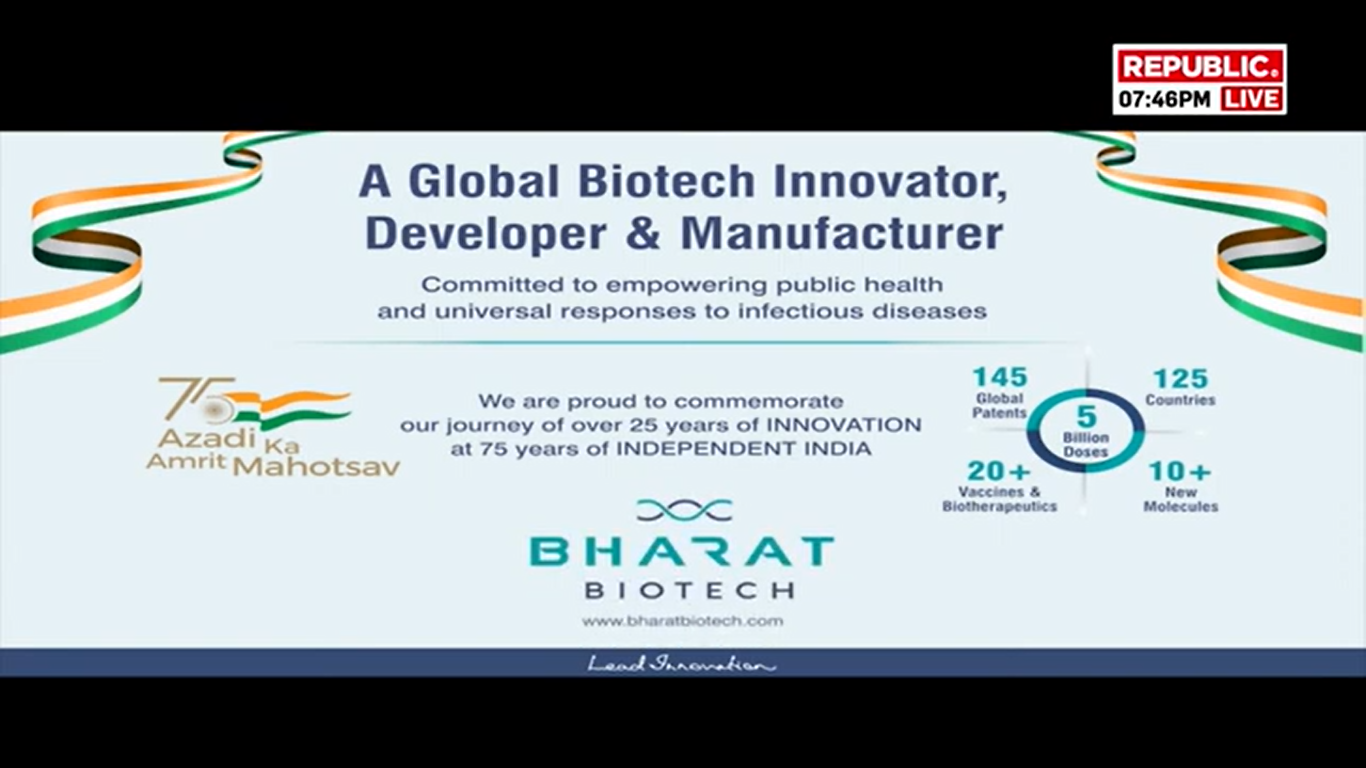 REPUBLIC.
07:46PM LIVE
A Global Biotech Innovator,
Developer & Manufacturer
Committed to empowering public health
and universal responses to infectious diseases
75
Azadi Ka
Amrit Mahotsav
We are proud to commemorate
our journey of over 25 years of INNOVATION
at 75 years of INDEPENDENT INDIA
145
Global
Patents
125
Countries
5
Billion
Doses
20+
Vaccines &
Biotherapeutics
10+
New
Molecules
BHARAT
BIOTECH
www.bharatbiotech.com
Lead Innovation